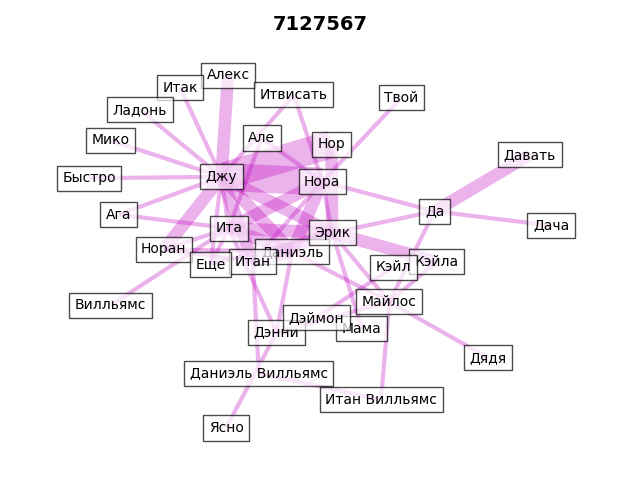 7127567
Алекс
Итак
Итвисать
Твой
Ладонь
Але
Мико
Нор
Давать
Быстро
Джу
Нора
Ага
Да
Дача
Ита
Эрик
Норан
Даниэль
Еще
Итан
Кэйл
Кэйла
Майлос
Вилльямс
Дэймон
Мама
Дэнни
Дядя
Даниэль Вилльямс
Итан Вилльямс
Ясно